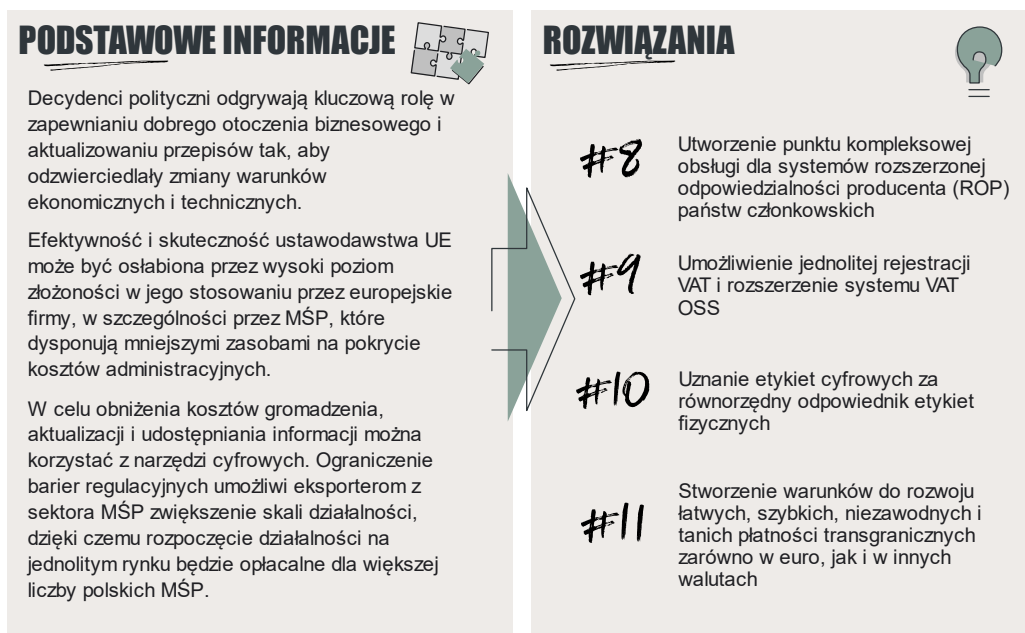 PODSTAWOWE INFORMACJE
Decydenci polityczni odgrywają kluczową rolę w
zapewnianiu dobrego otoczenia biznesowego i
aktualizowaniu przepisów tak, aby
odzwierciedlały zmiany warunków
ekonomicznych i technicznych.
Efektywność i skuteczność ustawodawstwa UE
może być osłabiona przez wysoki poziom
złożoności w jego stosowaniu przez europejskie
firmy, w szczególności przez MŚP, które
dysponują mniejszymi zasobami na pokrycie
kosztów administracyjnych.
W celu obniżenia kosztów gromadzenia,
aktualizacji i udostępniania informacji można
korzystać z narzędzi cyfrowych. Ograniczenie
barier regulacyjnych umożliwi eksporterom z
sektora MŚP zwiększenie skali działalności,
dzięki czemu rozpoczęcie działalności na
jednolitym rynku będzie opłacalne dla większej
liczby polskich MŚP.
ROZWIĄZANIA
#8
Utworzenie punktu kompleksowej
obsługi dla systemów rozszerzonej
odpowiedzialności producenta (ROP)
państw członkowskich
#9
Umożliwienie jednolitej rejestracji
VAT i rozszerzenie systemu VAT
OSS
#10
Uznanie etykiet cyfrowych za
równorzędny odpowiednik etykiet
fizycznych
#11
Stworzenie warunków do rozwoju
łatwych, szybkich, niezawodnych i
tanich płatności transgranicznych
zarówno w euro, jak i w innych
walutach